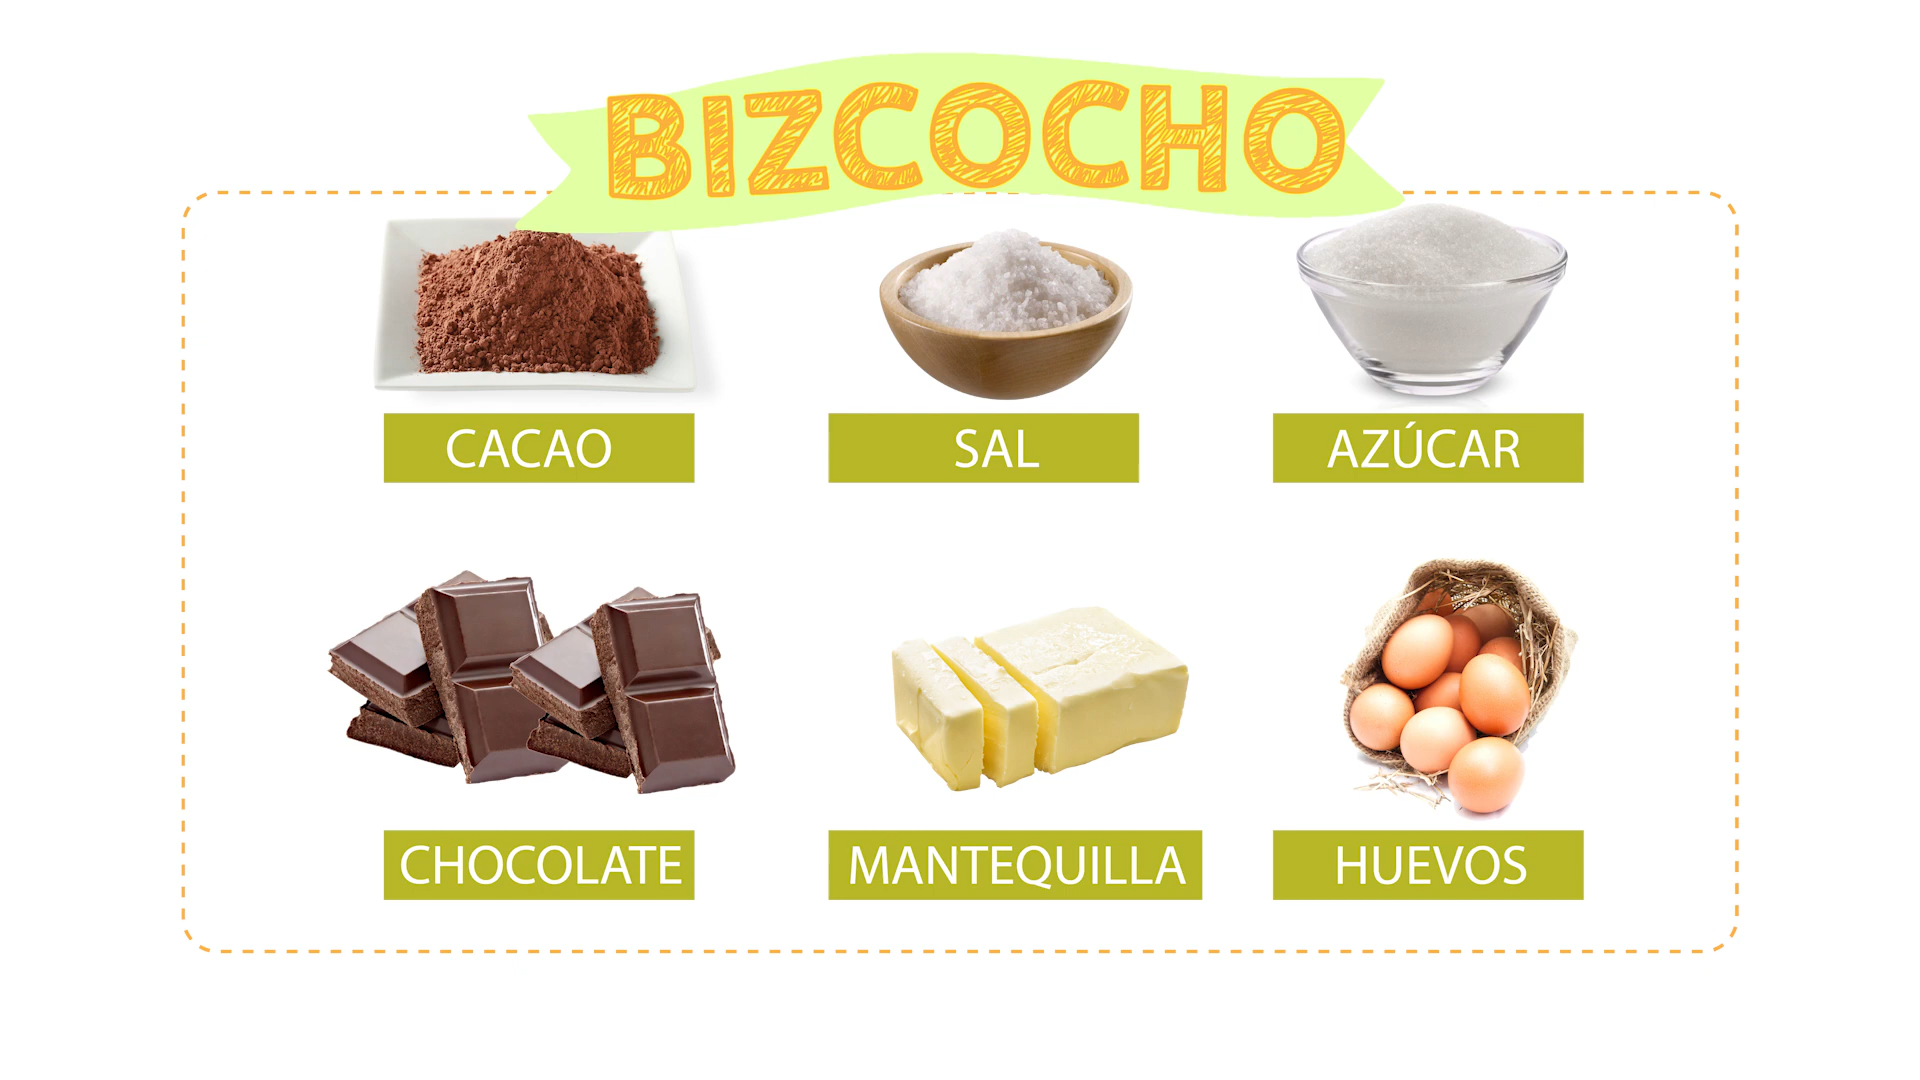 BIZCOCHO
CACAO
SAL
AZÚCAR
CHOCOLATE
MANTEQUILLA
HUEVOS